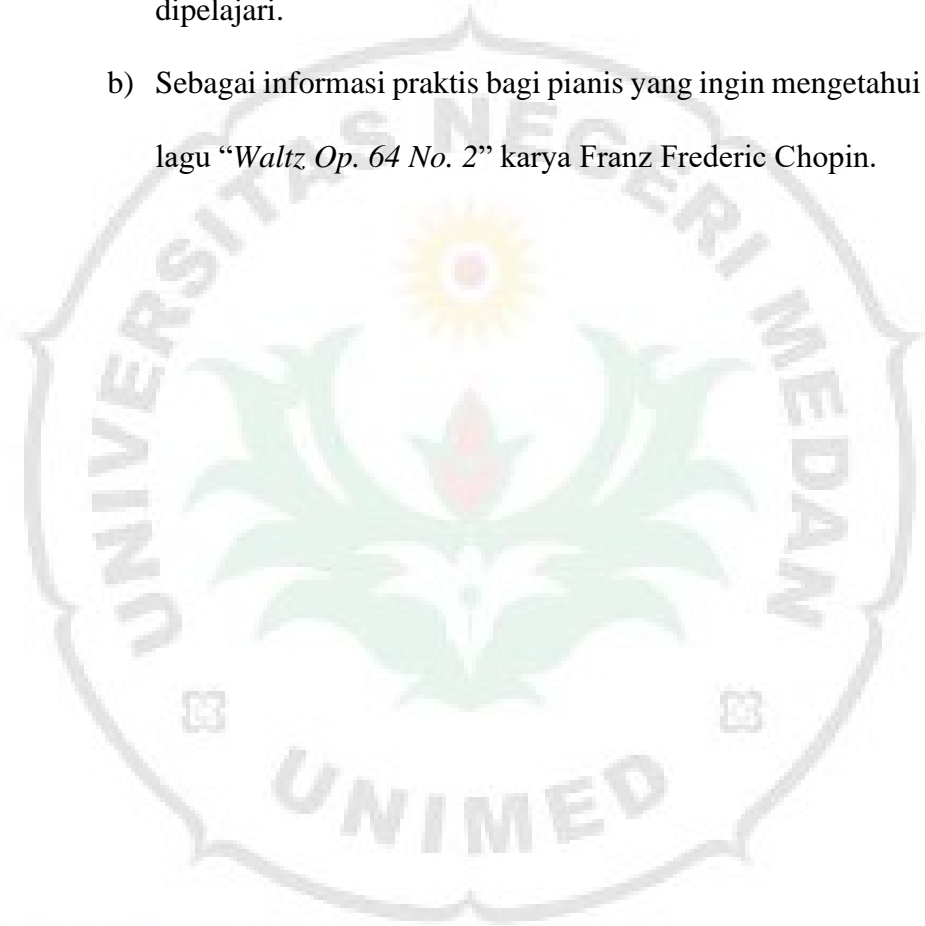 dipelajari.
b) Sebagai informasi praktis bagi pianis yang ingin mengetahui
lagu “Waltz Op. 64 No. 2” karya Franz Frederic Chopin.
UNIVERSITAS NEGERI MEDAN
UNIMED